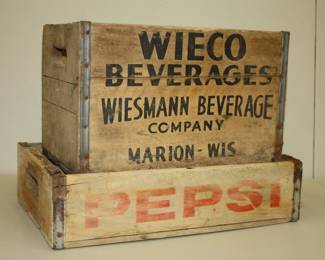 WIECO
BEVERAGES
WIESMANN BEVERAGE
COMPANY
MARION-WIS
PEPSI